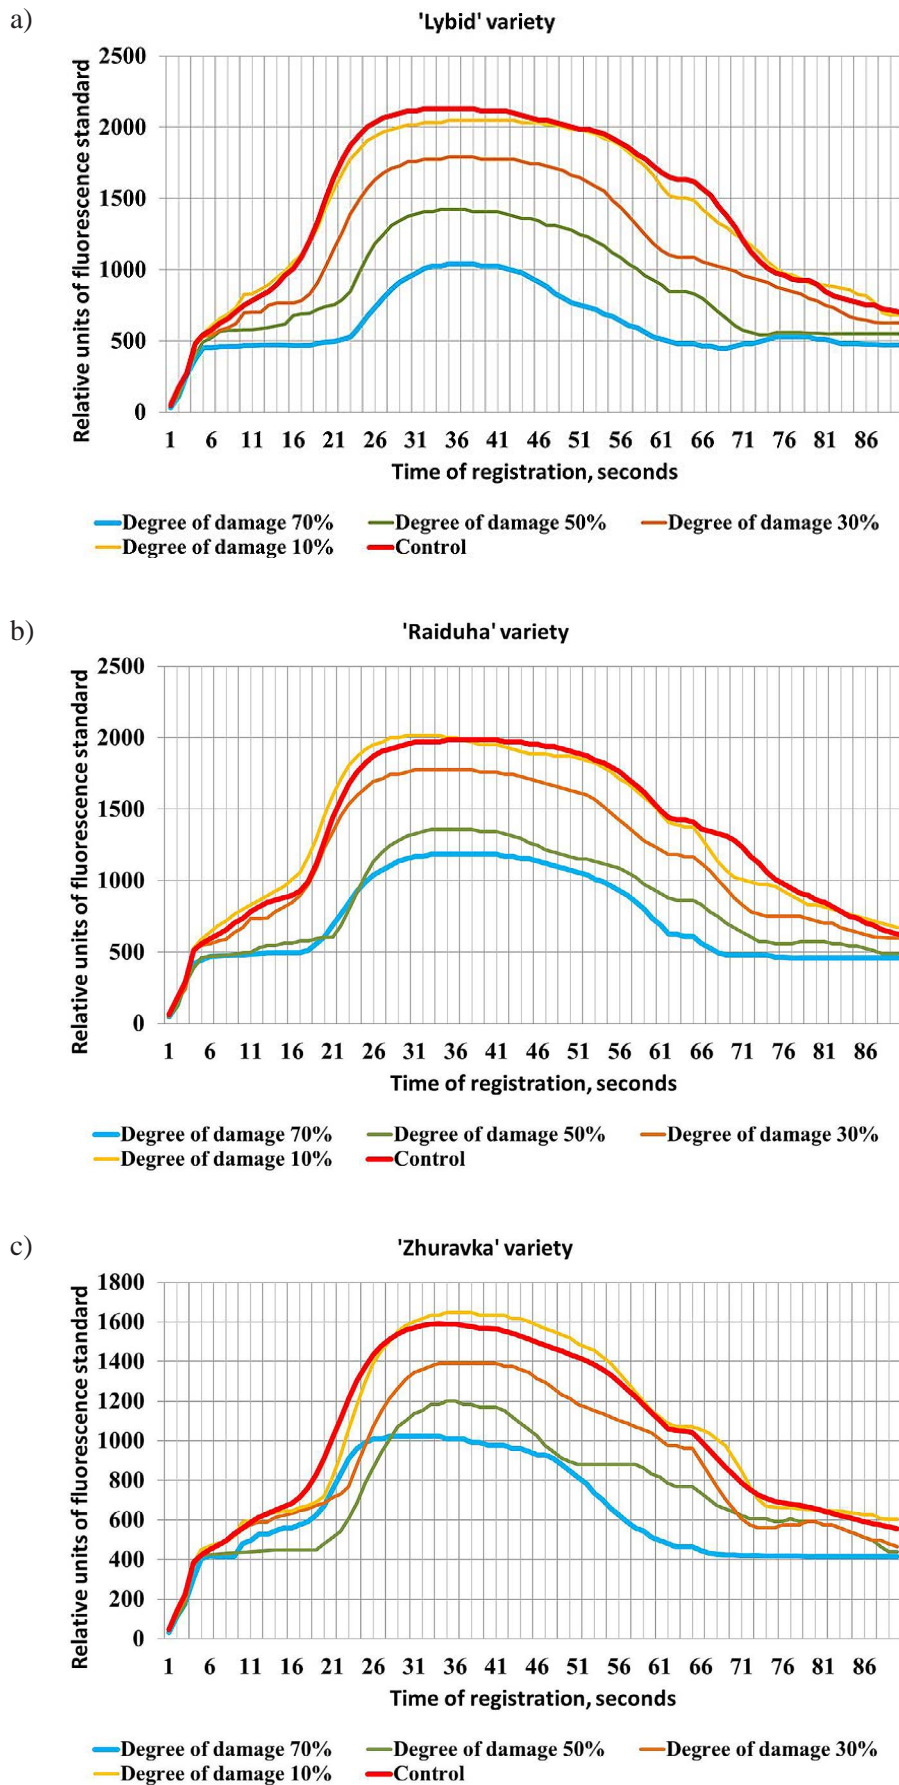 a)
'Lybid' variety
Relative units of fluorescence standard
2500
2000
1500
1000
500
0
1 6 11 16 21 26 31 36 41 46 51 56 61 66 71 76 81 86
Time of registration, seconds
Degree of damage 70% Degree of damage 50% Degree of damage 30%
Degree of damage 10% Control
b)
'Raiduha' variety
Relative units of fluorescence standard
2500
2000
1500
1000
500
0
1 6 11 16 21 26 31 36 41 46 51 56 61 66 71 76 81 86
Time of registration, seconds
Degree of damage 70% Degree of damage 50% Degree of damage 30%
Degree of damage 10% Control
c)
'Zhuravka' variety
Relative units of fluorescence standard
1800
1600
1400
1200
1000
800
600
400
200
0
1 6 11 16 21 26 31 36 41 46 51 56 61 66 71 76 81 86
Time of registration, seconds
Degree of damage 70% Degree of damage 50% Degree of damage 30%
Degree of damage 10% Control